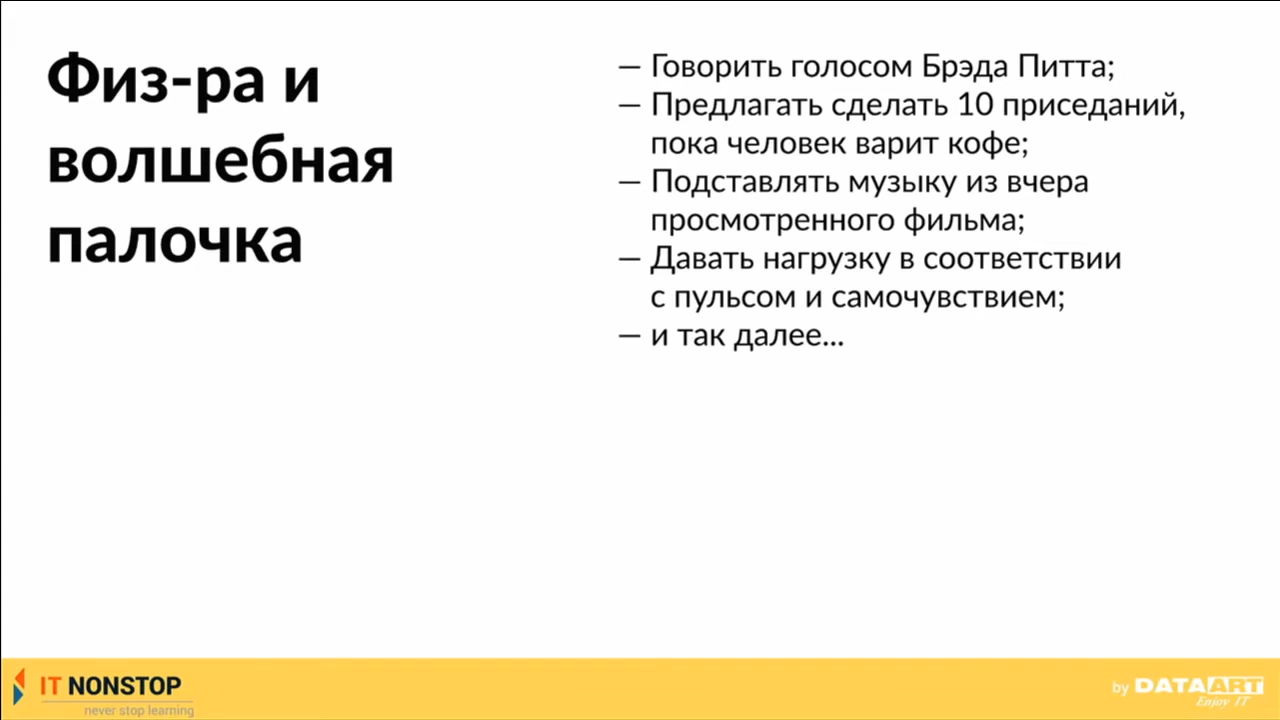 Физ-ра и
волшебная
палочка
— Говорить голосом Брэда Питта;
— Предлагать сделать 10 приседаний,
пока человек варит кофе;
— Подставлять музыку из вчера
просмотренного фильма;
— Давать нагрузку в соответствии
с пульсом и самочувствием;
— и так далее...
IT NONSTOP
never stop learning
by DATAART
Enjoy IT